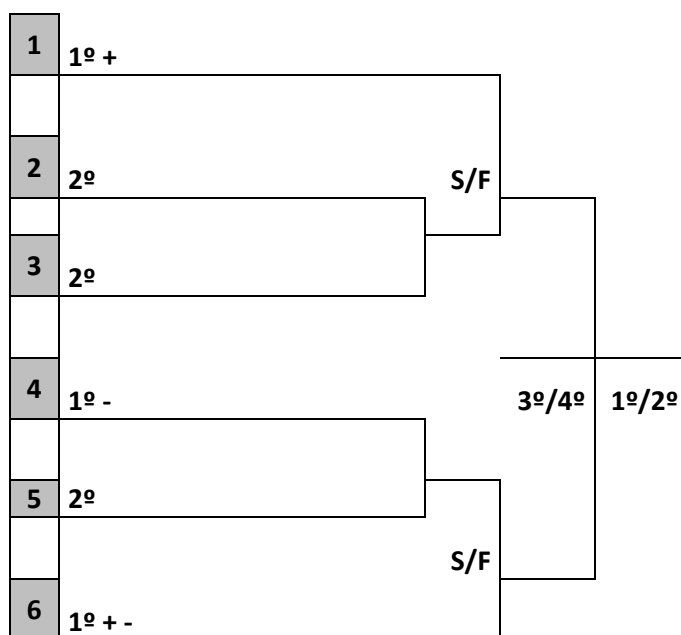 1 1º +
2 2º S/F
3 2º
4 1º - 3º/4º 1º/2º
5 2º
S/F
6 1º + -